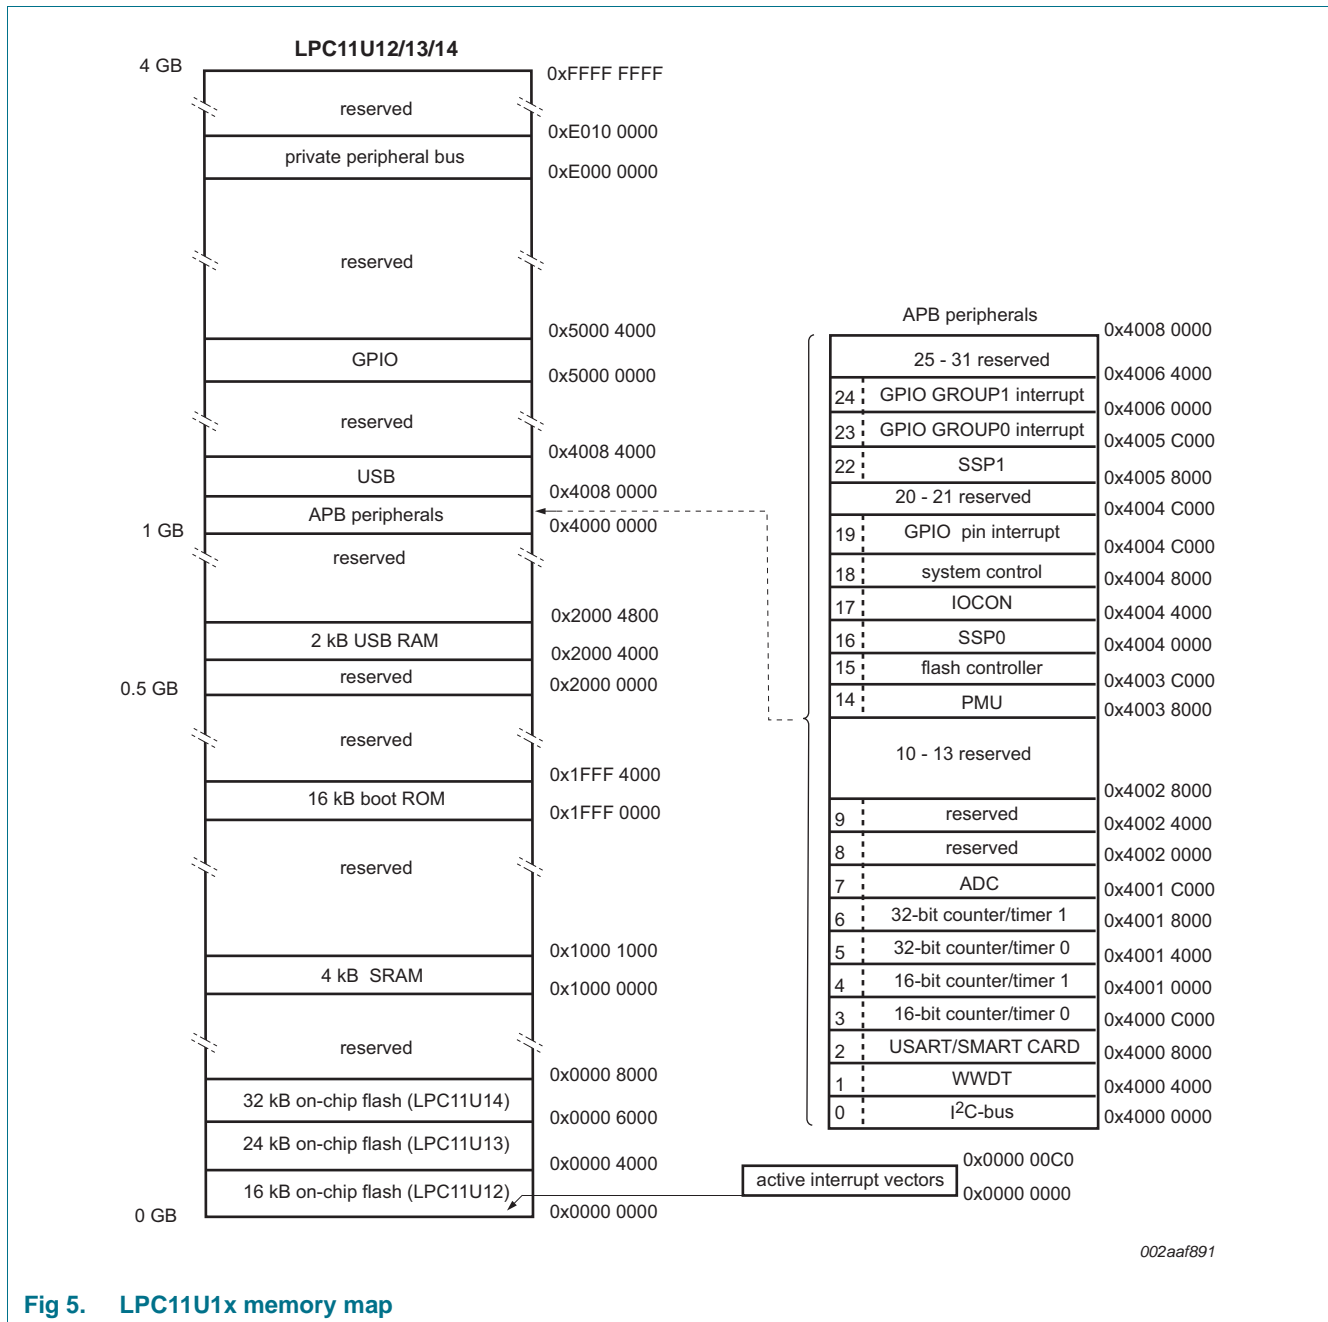 LPC11U12/13/14
4 GB
0xFFFF FFFF
reserved
0xE010 0000
private peripheral bus
0xE000 0000
reserved
0x5000 4000
GPIO
0x5000 0000
reserved
0x4008 4000
USB
0x4008 0000
APB peripherals
0x4000 0000
1 GB
reserved
0x2000 4800
2 kB USB RAM
0x2000 4000
reserved
0x2000 0000
0.5 GB
reserved
0x1FFF 4000
16 kB boot ROM
0x1FFF 0000
reserved
0x1000 1000
4 kB SRAM
0x1000 0000
reserved
0x0000 8000
32 kB on-chip flash (LPC11U14)
0x0000 6000
24 kB on-chip flash (LPC11U13)
0x0000 4000
16 kB on-chip flash (LPC11U12)
0x0000 0000
0 GB
APB peripherals
0x4008 0000
25 - 31 reserved
0x4006 4000
24 GPIO GROUP1 interrupt
0x4006 0000
23 GPIO GROUP0 interrupt
0x4005 C000
22 SSP1
0x4005 8000
20 - 21 reserved
0x4004 C000
19 GPIO pin interrupt
0x4004 C000
18 system control
0x4004 8000
17 IOCON
0x4004 4000
16 SSP0
0x4004 0000
15 flash controller
0x4003 C000
14 PMU
0x4003 8000
10 - 13 reserved
0x4002 8000
9 reserved
0x4002 4000
8 reserved
0x4002 0000
7 ADC
0x4001 C000
6 32-bit counter/timer 1
0x4001 8000
5 32-bit counter/timer 0
0x4001 4000
4 16-bit counter/timer 1
0x4001 0000
3 16-bit counter/timer 0
0x4000 C000
2 USART/SMART CARD
0x4000 8000
1 WWDT
0x4000 4000
0 I2C-bus
0x4000 0000
0x0000 00C0
active interrupt vectors
0x0000 0000
002aaf891
Fig 5. LPC11U1x memory map